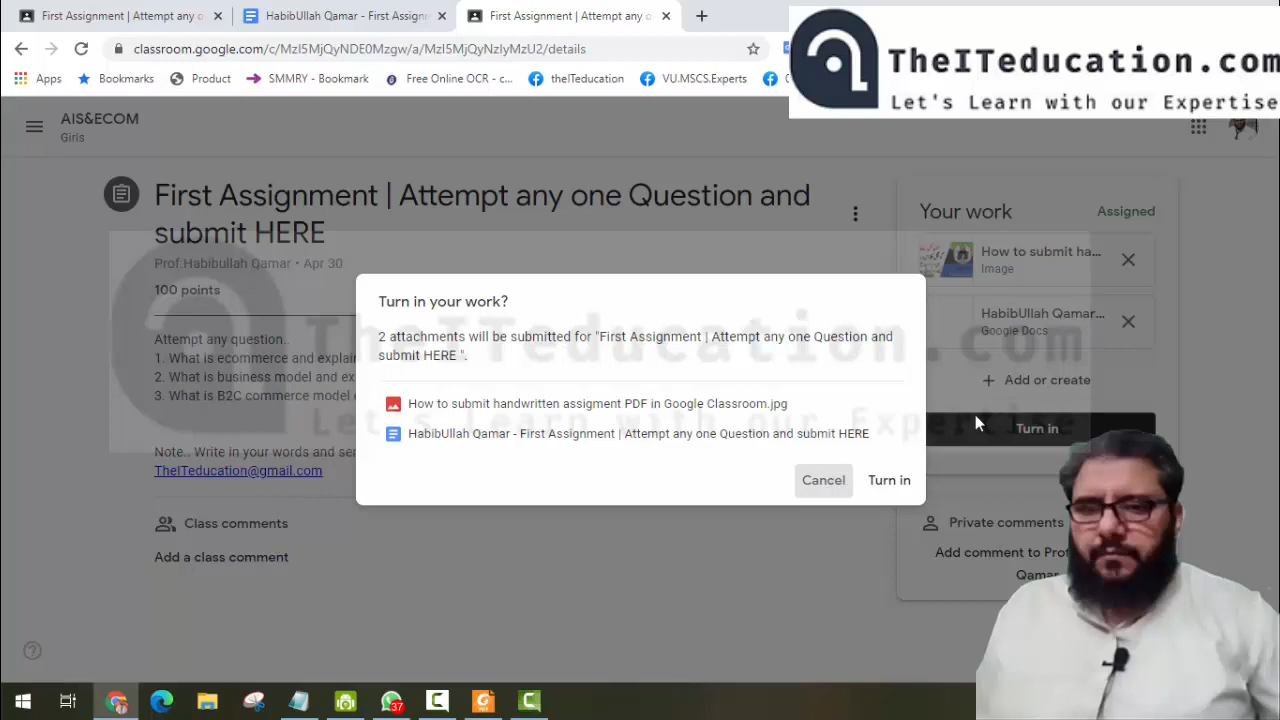 First Assignment | Attempt any o
HabibUllah Qamar - First Assignm
First Assignment | Attempt any o
classroom.google.com/c/MzI5MjQyNDE0Mzgw/a/MzI5MjQyNzIyMzU2/details
Apps
Bookmarks
Product
SMMRY - Bookmark
Free Online OCR - c...
theITeducation
VU.MSCS.Experts
TheITeducation.com
Let's Learn with our Expertise
AIS&ECOM
Girls
First Assignment | Attempt any one Question and
submit HERE
Prof.Habibullah Qamar • Apr 30
100 points
Attempt any question..
1. What is ecommerce and explain
2. What is business model and ex
3. What is B2C commerce model
Note.. Write in your words and se
TheITeducation@gmail.com
Class comments
Add a class comment
Turn in your work?
2 attachments will be submitted for "First Assignment | Attempt any one Question and
submit HERE ".
How to submit handwritten assigment PDF in Google Classroom.jpg
HabibUllah Qamar - First Assignment | Attempt any one Question and submit HERE
Cancel
Turn in
Your work
Assigned
How to submit ha...
Image
HabibUllah Qamar...
Google Docs
+ Add or create
Turn in
Private comments
Add comment to Prof
Qamar
TheITeducation.com
Let's Learn with our Expertise
37